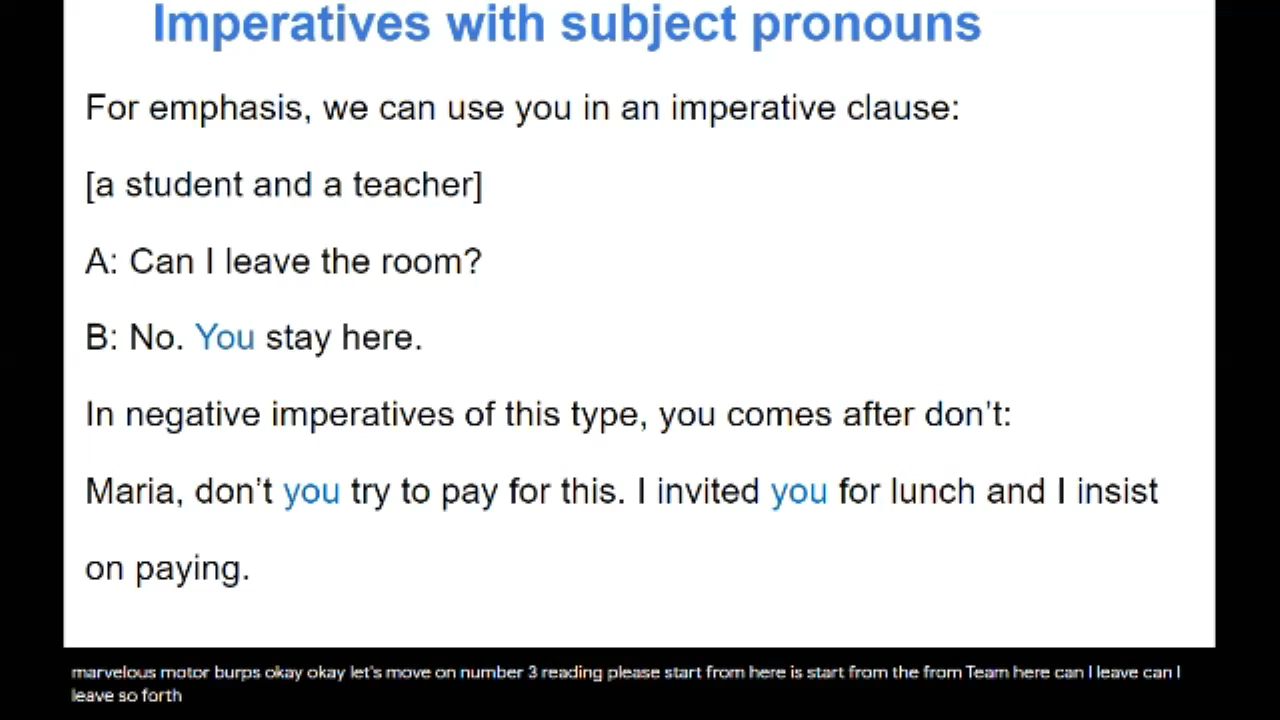 Imperatives with subject pronouns
For emphasis, we can use you in an imperative clause:
[a student and a teacher]
A: Can I leave the room?
B: No. You stay here.
In negative imperatives of this type, you comes after don't:
Maria, don't you try to pay for this. I invited you for lunch and I insist
on paying.
marvelous motor burps okay okay let's move on number 3 reading please start from here is start from the from Team here can I leave can I
leave so forth